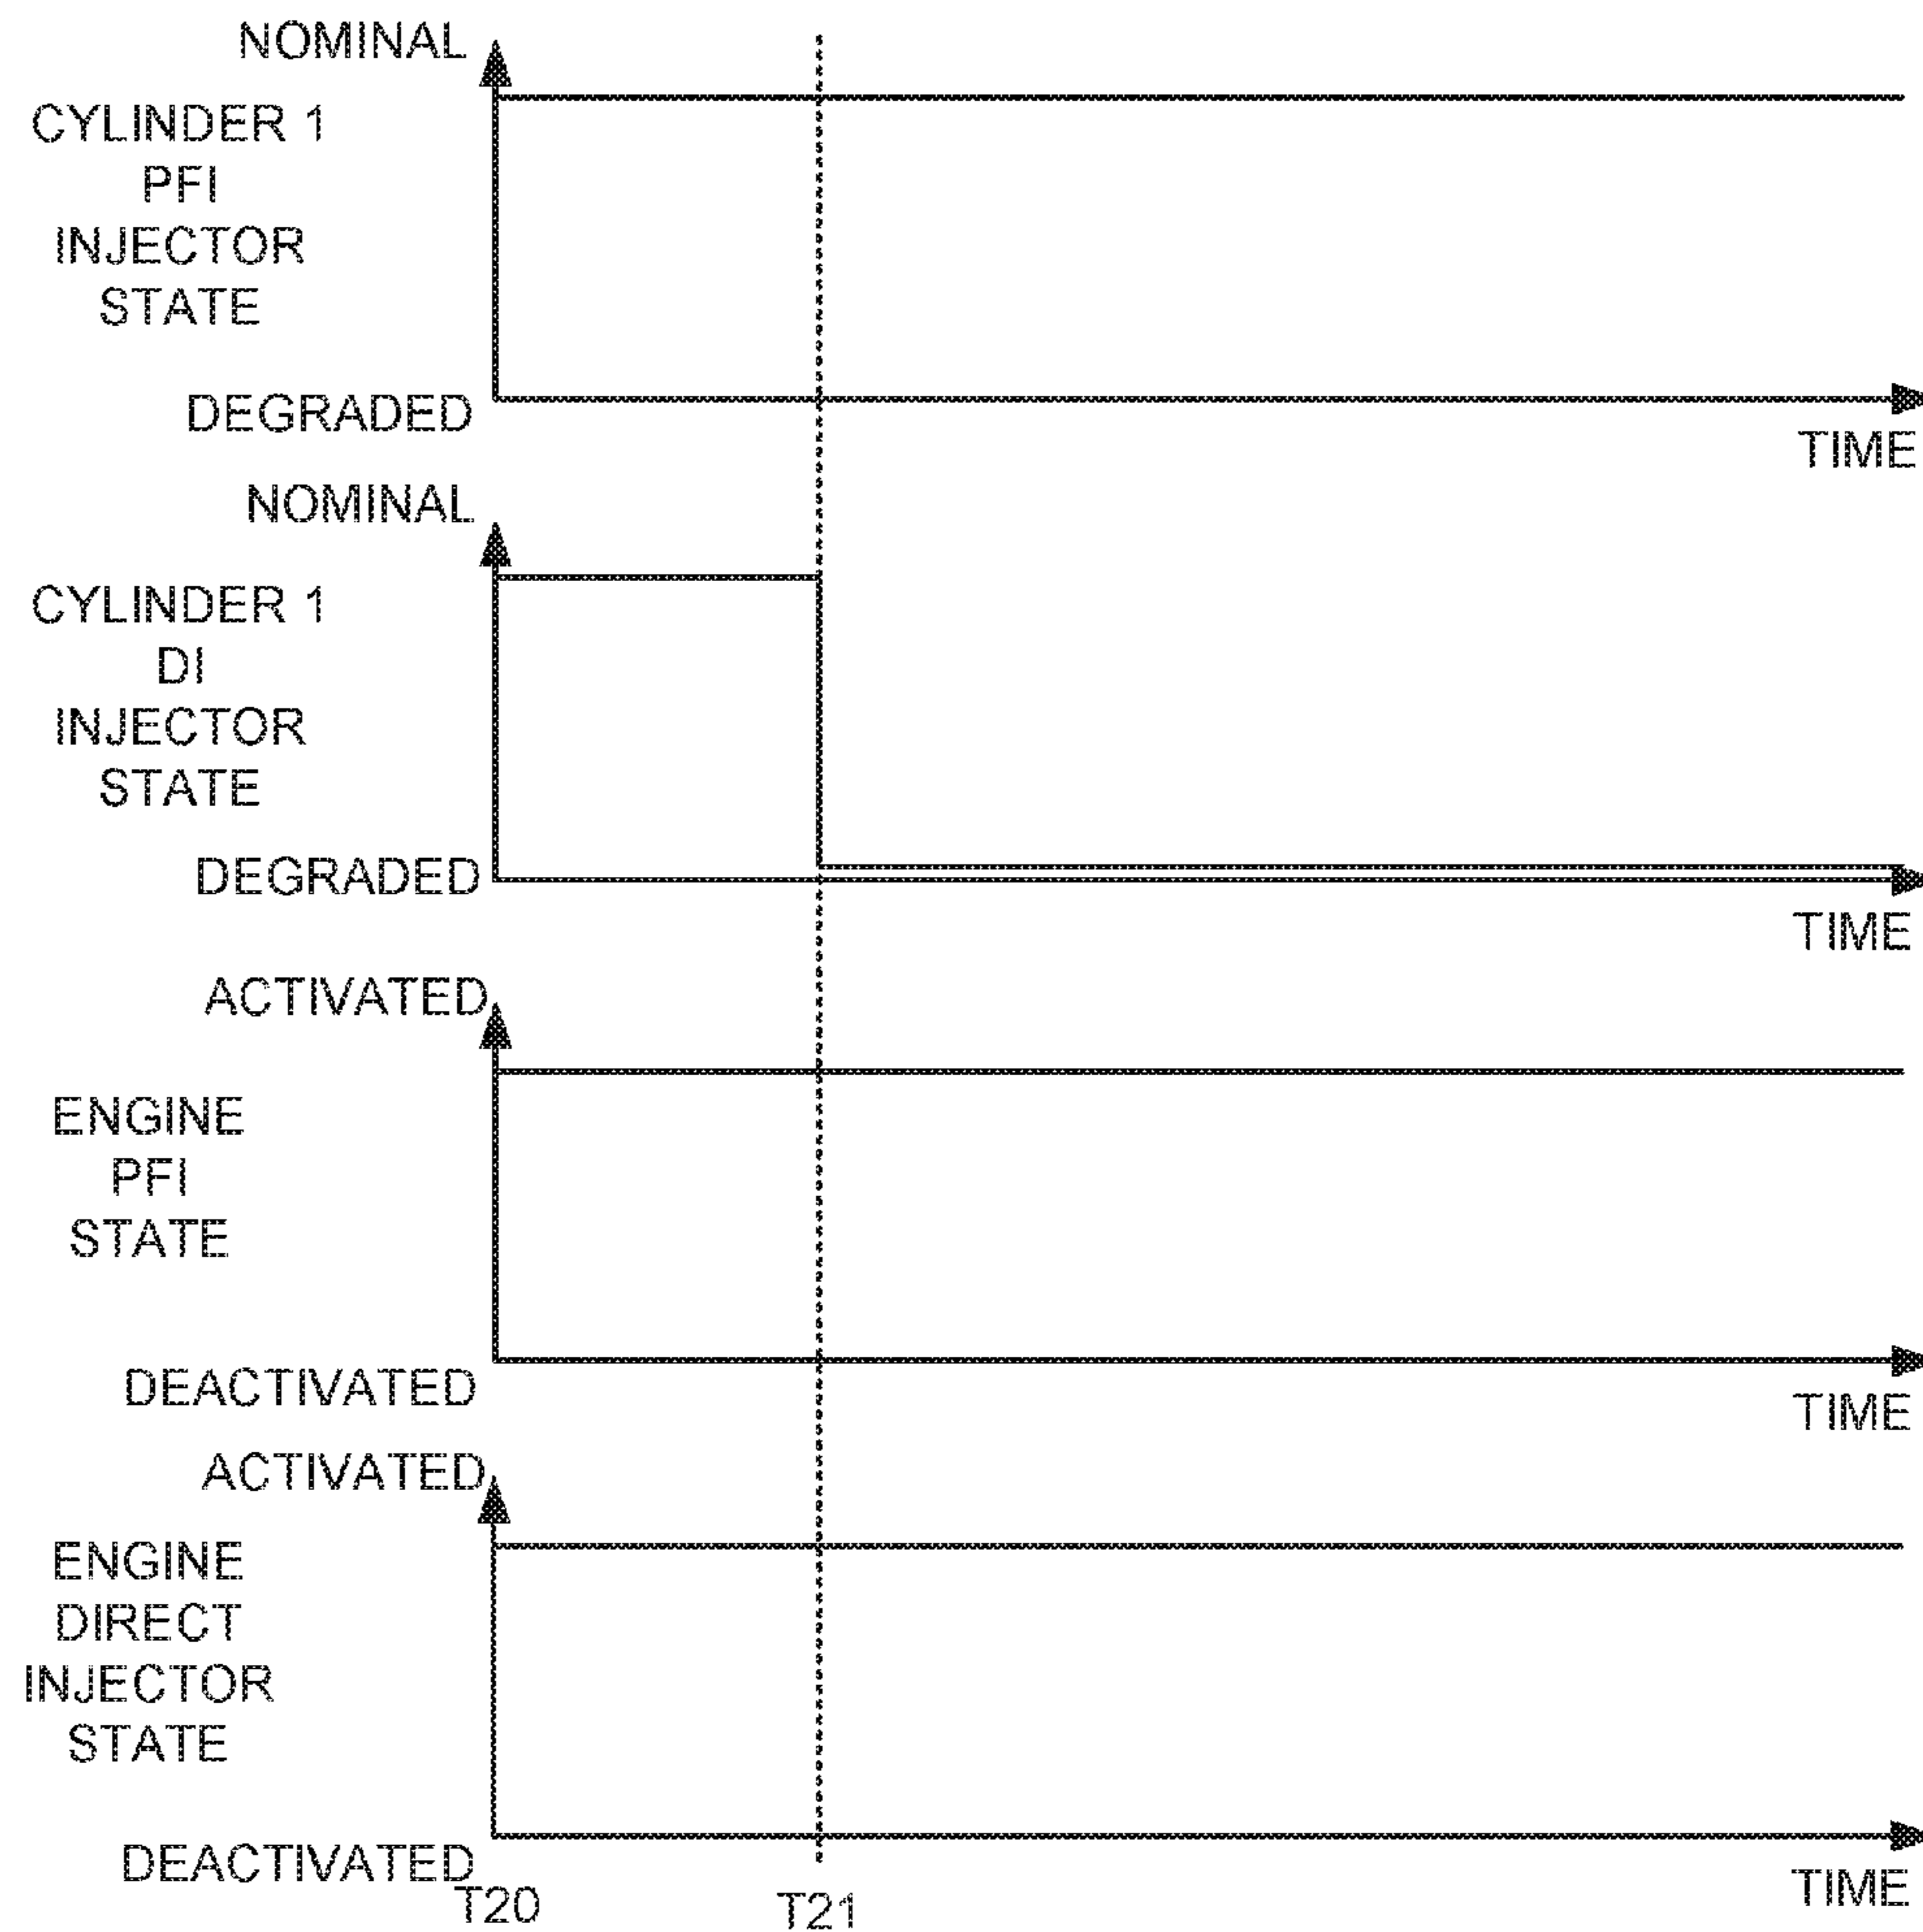 NOMINAL
CYLINDER 1
PFI
INJECTOR
STATE
DEGRADED
TIME
NOMINAL
CYLINDER 1
DI
INJECTOR
STATE
DEGRADED
TIME
ACTIVATED
ENGINE
PFI
STATE
DEACTIVATED
TIME
ACTIVATED
ENGINE
DIRECT
INJECTOR
STATE
DEACTIVATED
TIME
T20
T21